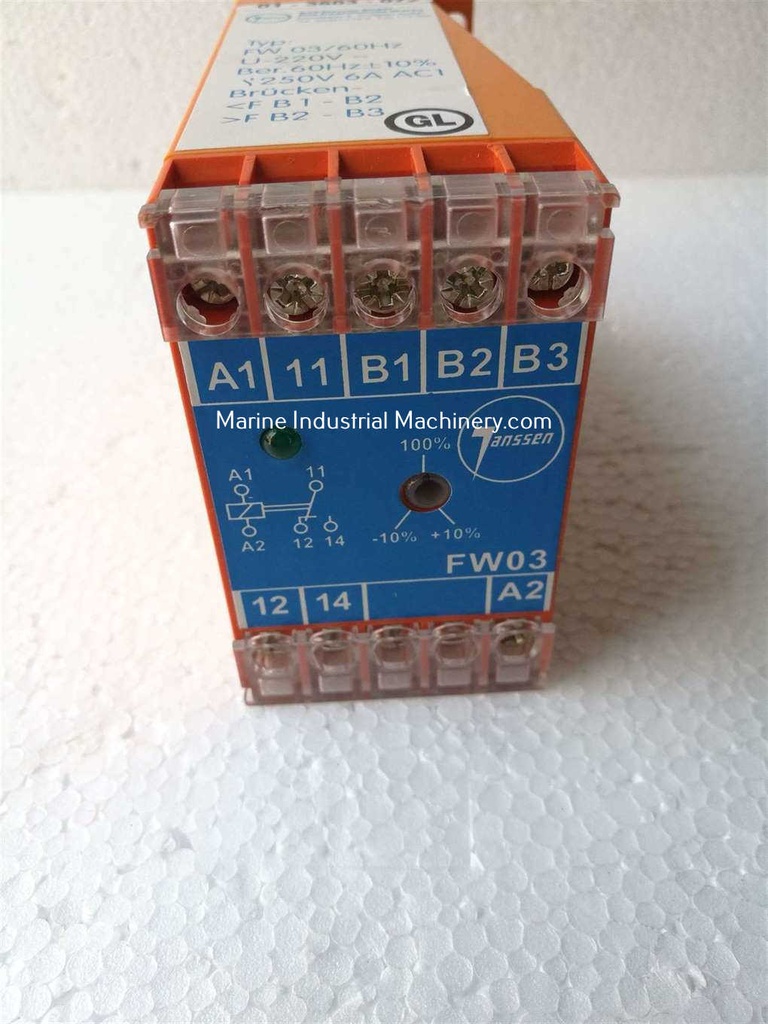 Typ:
FW 03/60Hz
U-220V ~
Ber. 60Hz ±10%
250V 6A AC1
Brücken-
<F B1 - B2
>F B2 - B3
GL
A1 11 B1 B2 B3
Marine Industrial Machinery.com
Janssen
100%
A1 11
A2 12 14
-10% +10%
FW03
12 14 A2